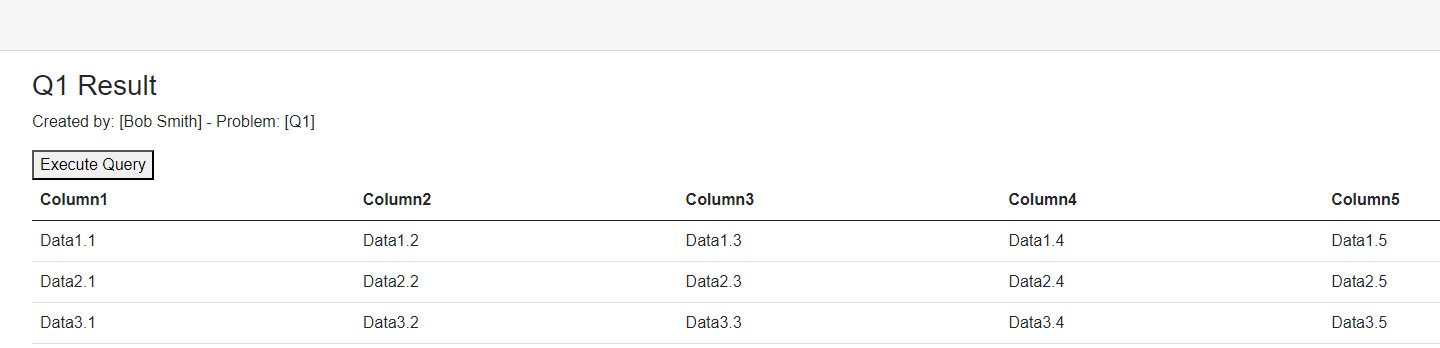 Q1 Result
Created by: [Bob Smith] - Problem: [Q1]
Execute Query
Column1 Column2 Column3 Column4 Column5
Data1.1 Data1.2 Data1.3 Data1.4 Data1.5
Data2.1 Data2.2 Data2.3 Data2.4 Data2.5
Data3.1 Data3.2 Data3.3 Data3.4 Data3.5